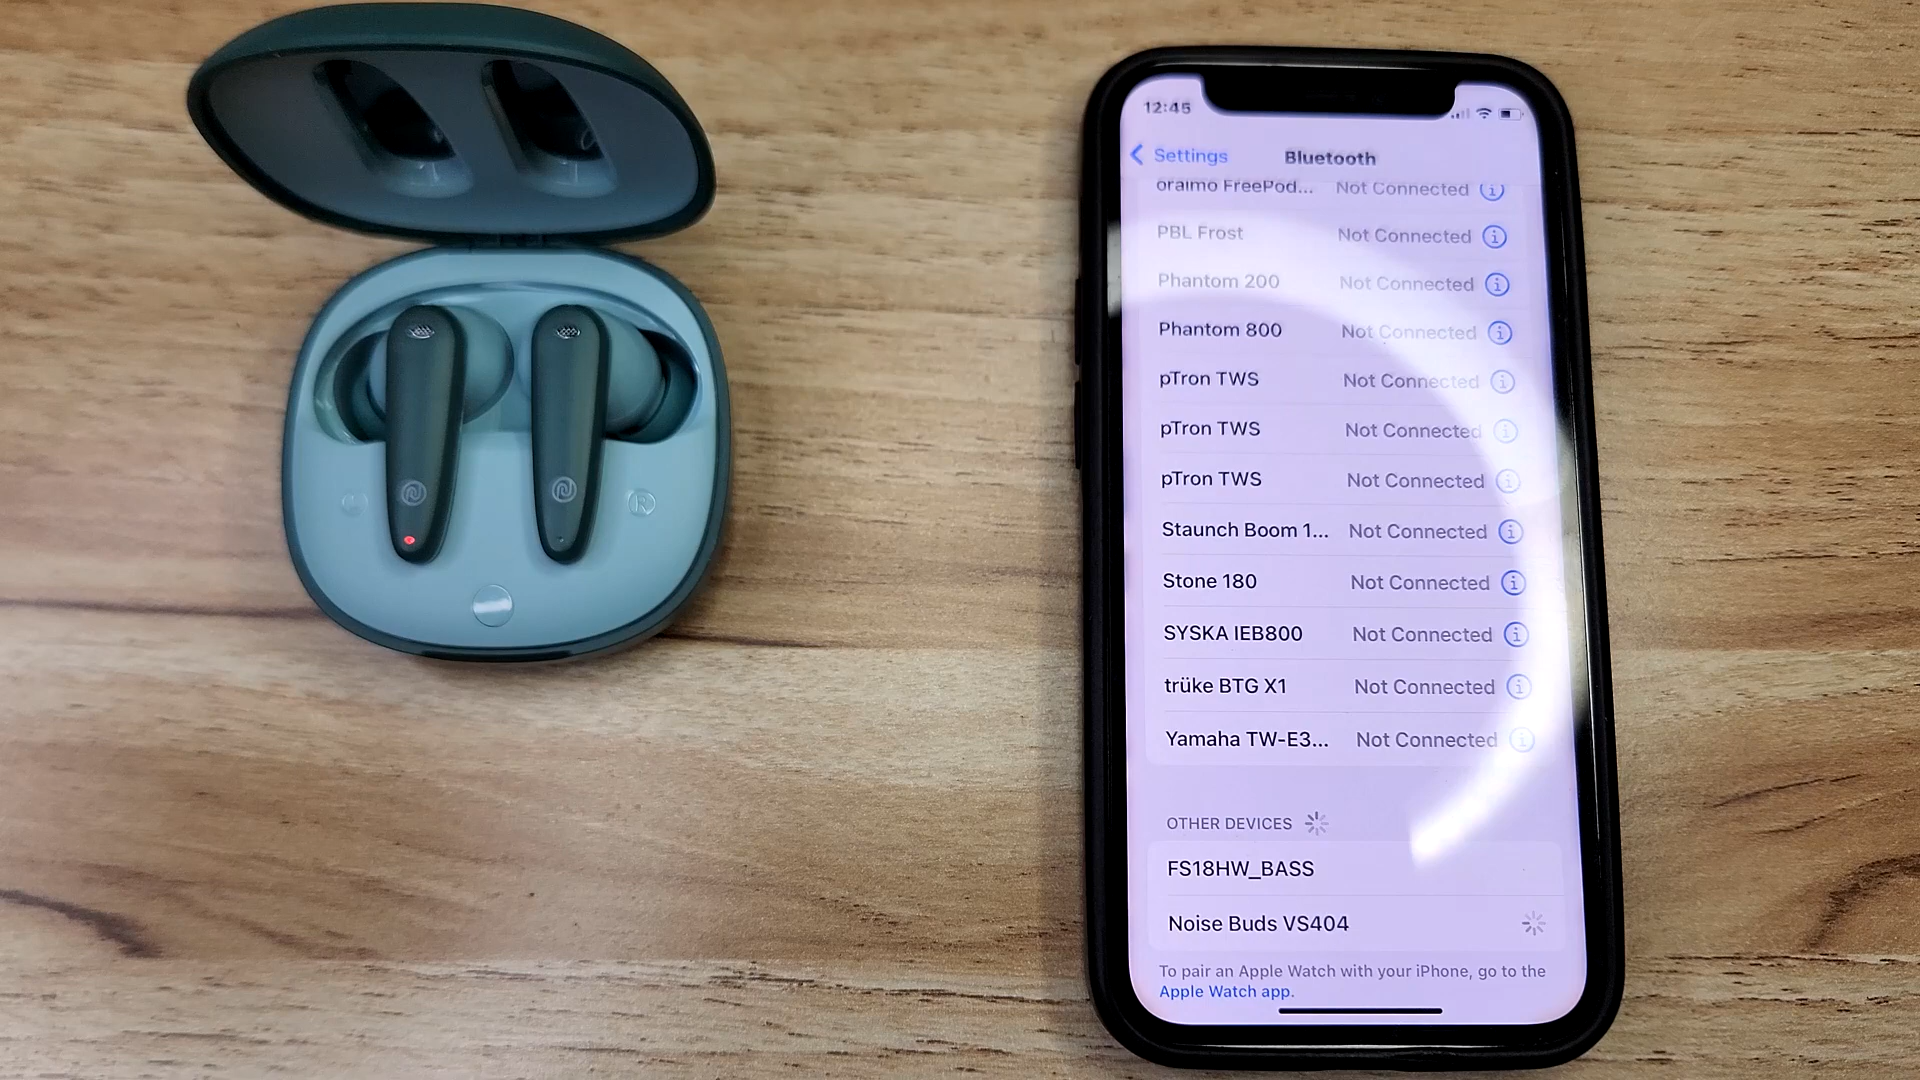 12:45
Settings Bluetooth
oraimo FreePod... Not Connected
PBL Frost Not Connected
Phantom 200 Not Connected
Phantom 800 Not Connected
pTron TWS Not Connected
pTron TWS Not Connected
pTron TWS Not Connected
Staunch Boom 1... Not Connected
Stone 180 Not Connected
SYSKA IEB800 Not Connected
trüke BTG X1 Not Connected
Yamaha TW-E3... Not Connected
OTHER DEVICES
FS18HW_BASS
Noise Buds VS404
To pair an Apple Watch with your iPhone, go to the
Apple Watch app.
R